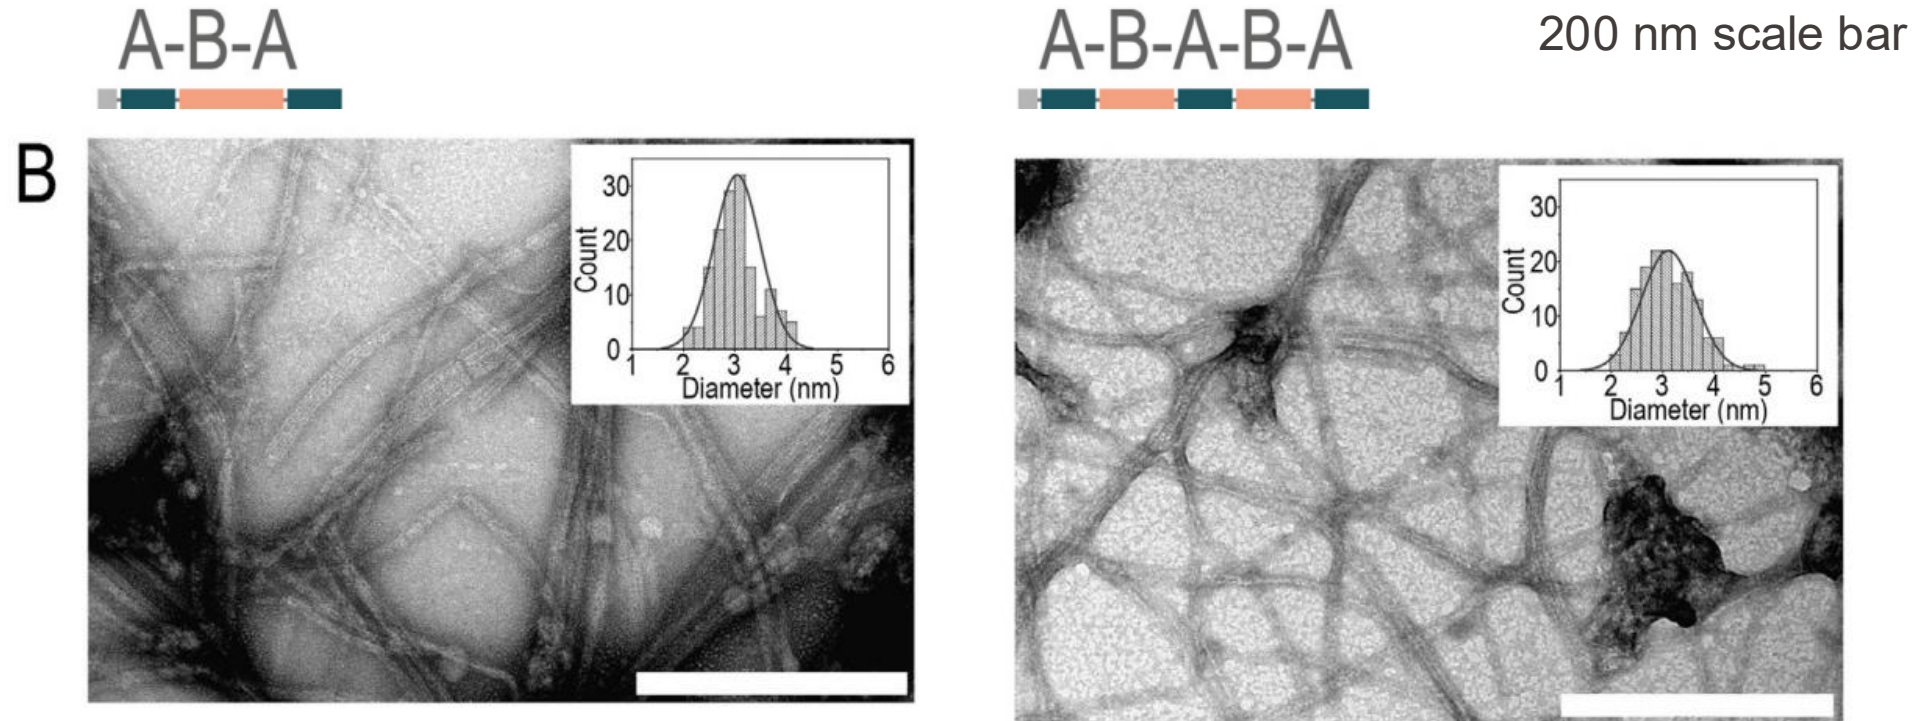 A-B-A
A-B-A-B-A
200 nm scale bar
B
30
20
10
0
Count
1 2 3 4 5 6
Diameter (nm)
30
20
10
0
Count
1 2 3 4 5 6
Diameter (nm)